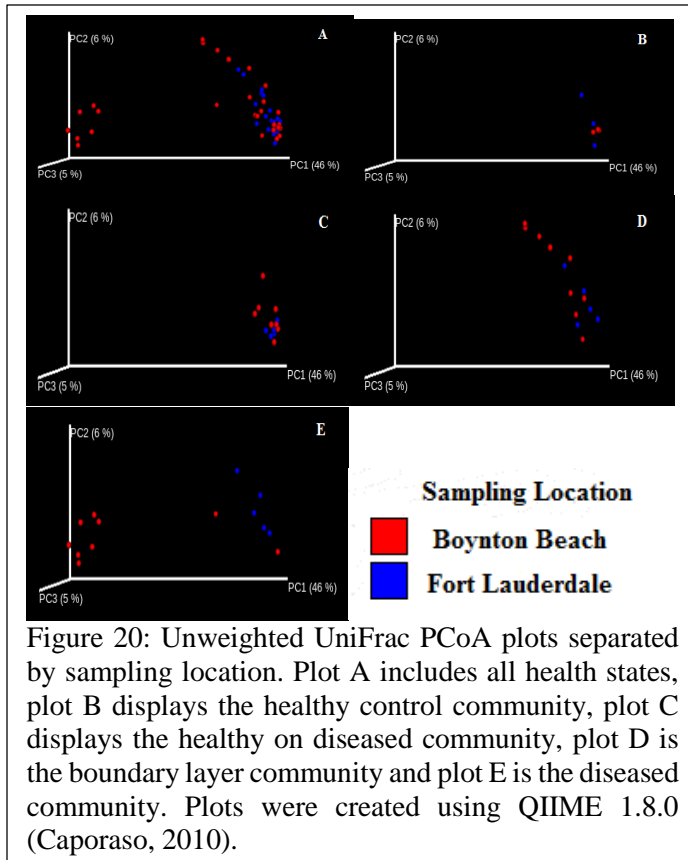 PC2 (6 %)
A
PC3 (5 %)
PC1 (46 %)
PC2 (6 %)
B
PC3 (5 %)
PC1 (46 %)
PC2 (6 %)
C
PC3 (5 %)
PC1 (46 %)
PC2 (6 %)
D
PC3 (5 %)
PC1 (46 %)
PC2 (6 %)
E
PC3 (5 %)
PC1 (46 %)
Sampling Location
Boynton Beach
Fort Lauderdale
Figure 20: Unweighted UniFrac PCoA plots separated
by sampling location. Plot A includes all health states,
plot B displays the healthy control community, plot C
displays the healthy on diseased community, plot D is
the boundary layer community and plot E is the diseased
community. Plots were created using QIIME 1.8.0
(Caporaso, 2010).